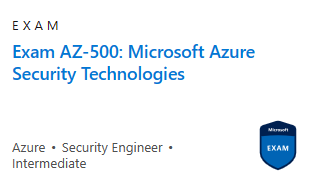 EXAM
Exam AZ-500: Microsoft Azure
Security Technologies
Azure • Security Engineer •
Intermediate
Microsoft
EXAM